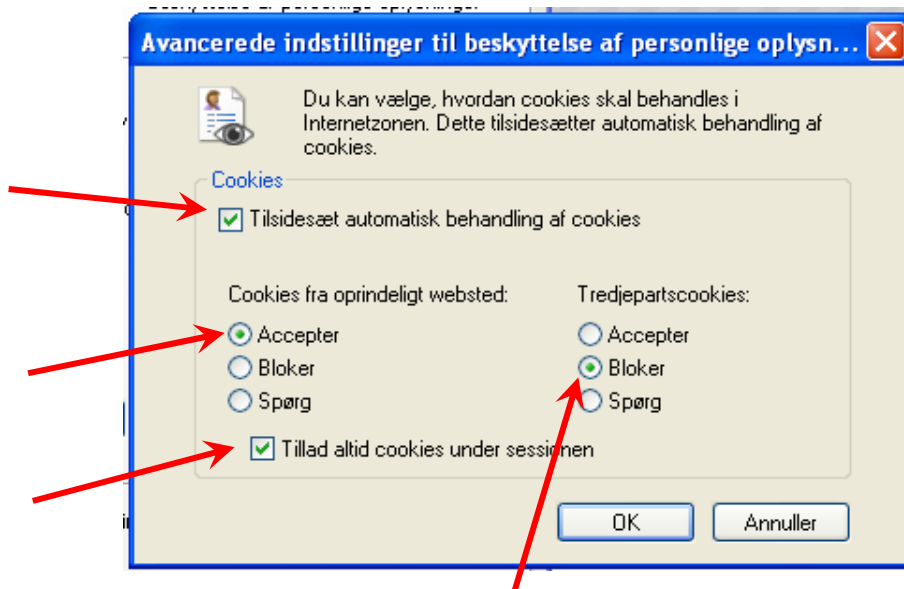 Avancerede indstillinger til beskyttelse af personlige oplysn...
Du kan vælge, hvordan cookies skal behandles i
Internetzonen. Dette tilsidesætter automatisk behandling af
cookies.
Cookies
Tilsidesæt automatisk behandling af cookies
Cookies fra oprindeligt websted:
Tredjepartscookies:
Accepter
Accepter
Bloker
Bloker
Spørg
Spørg
Tillad altid cookies under sessionen
OK
Annuller